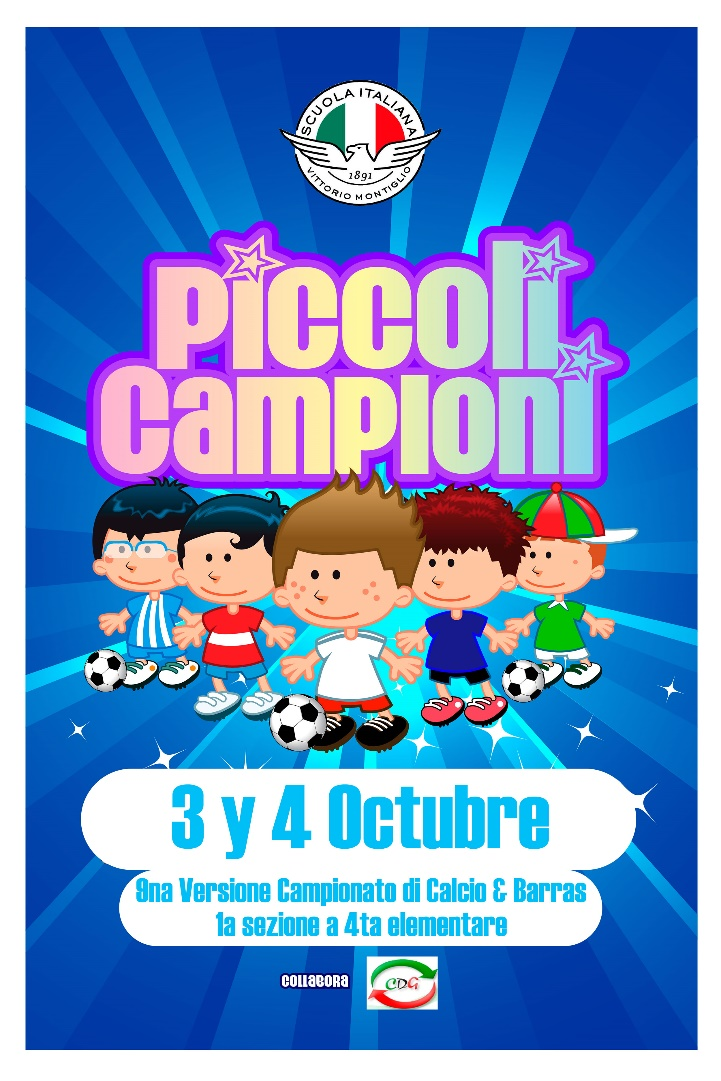 SCUOLA ITALIANA
1891
VITTORIO MONTIGLIO
Piccoli
Campioni
3 y 4 Octubre
9na Versione Campionato di Calcio & Barras
1a sezione a 4ta elementare
COLLABORA
CDG